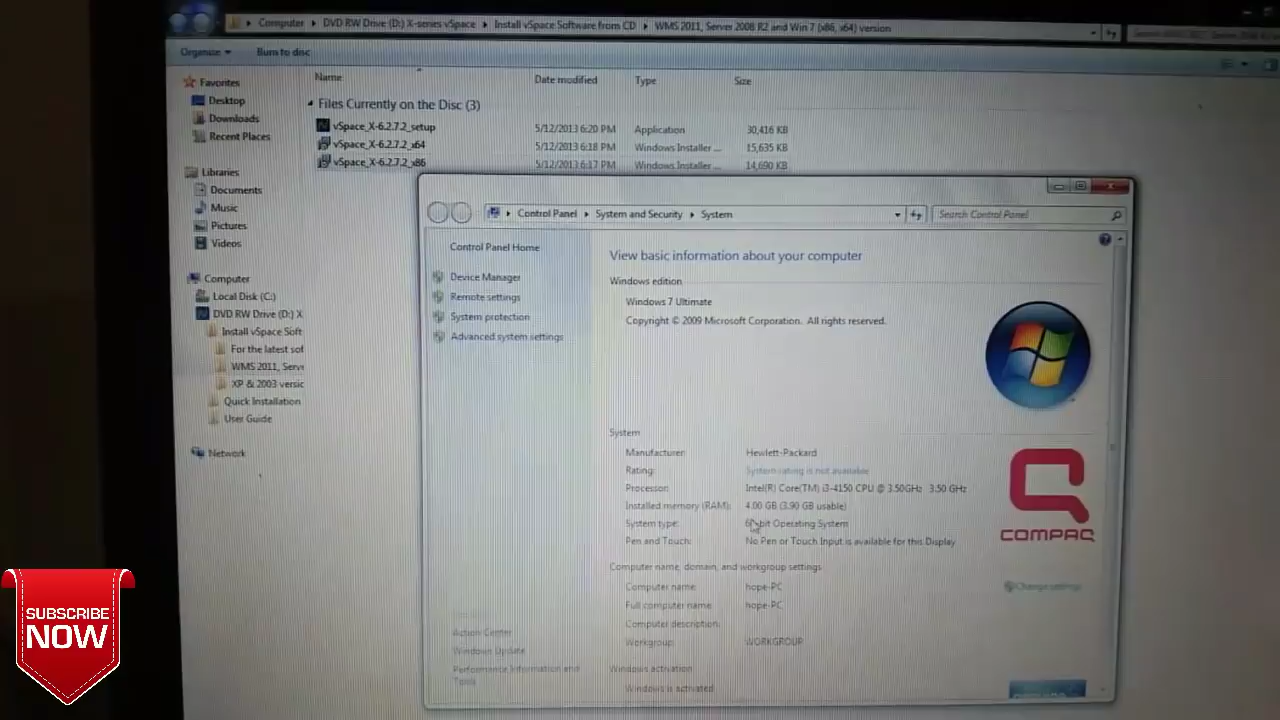 Computer ▸ DVD RW Drive (D:) X-series vSpace ▸ Install vSpace Software from CD ▸ WMS 2011, Server 2008 R2 and Win 7 (x86, x64) version
Organize Burn to disc
Name Date modified Type Size
Favorites
Desktop
Downloads
Recent Places
Files Currently on the Disc (3)
vSpace_X-6.2.7.2_setup 5/12/2013 6:20 PM Application 30,416 KB
vSpace_X-6.2.7.2_x64 5/12/2013 6:18 PM Windows Installer ... 15,635 KB
vSpace_X-6.2.7.2_x86 5/12/2013 6:17 PM Windows Installer ... 14,690 KB
Libraries
Documents
Music
Pictures
Videos
Computer
Local Disk (C:)
DVD RW Drive (D:) X
Install vSpace Soft
For the latest sof
WMS 2011, Serve
XP & 2003 versic
Quick Installation
User Guide
Network
Control Panel ▸ System and Security ▸ System
Search Control Panel
Control Panel Home
Device Manager
Remote settings
System protection
Advanced system settings
View basic information about your computer
Windows edition
Windows 7 Ultimate
Copyright © 2009 Microsoft Corporation. All rights reserved.
System
Manufacturer: Hewlett-Packard
Rating: System rating is not available
Processor: Intel(R) Core(TM) i3-4150 CPU @ 3.50GHz 3.50 GHz
Installed memory (RAM): 4.00 GB (3.90 GB usable)
System type: bit Operating System
Pen and Touch: No Pen or Touch Input is available for this Display
COMPAQ
Computer name, domain, and workgroup settings
Computer name: hope-PC
Change settings
Full computer name: hope-PC
Computer description:
Workgroup: WORKGROUP
Windows activation
Windows is activated
Action Center
Windows Update
Performance Information and
Tools
SUBSCRIBE
NOW